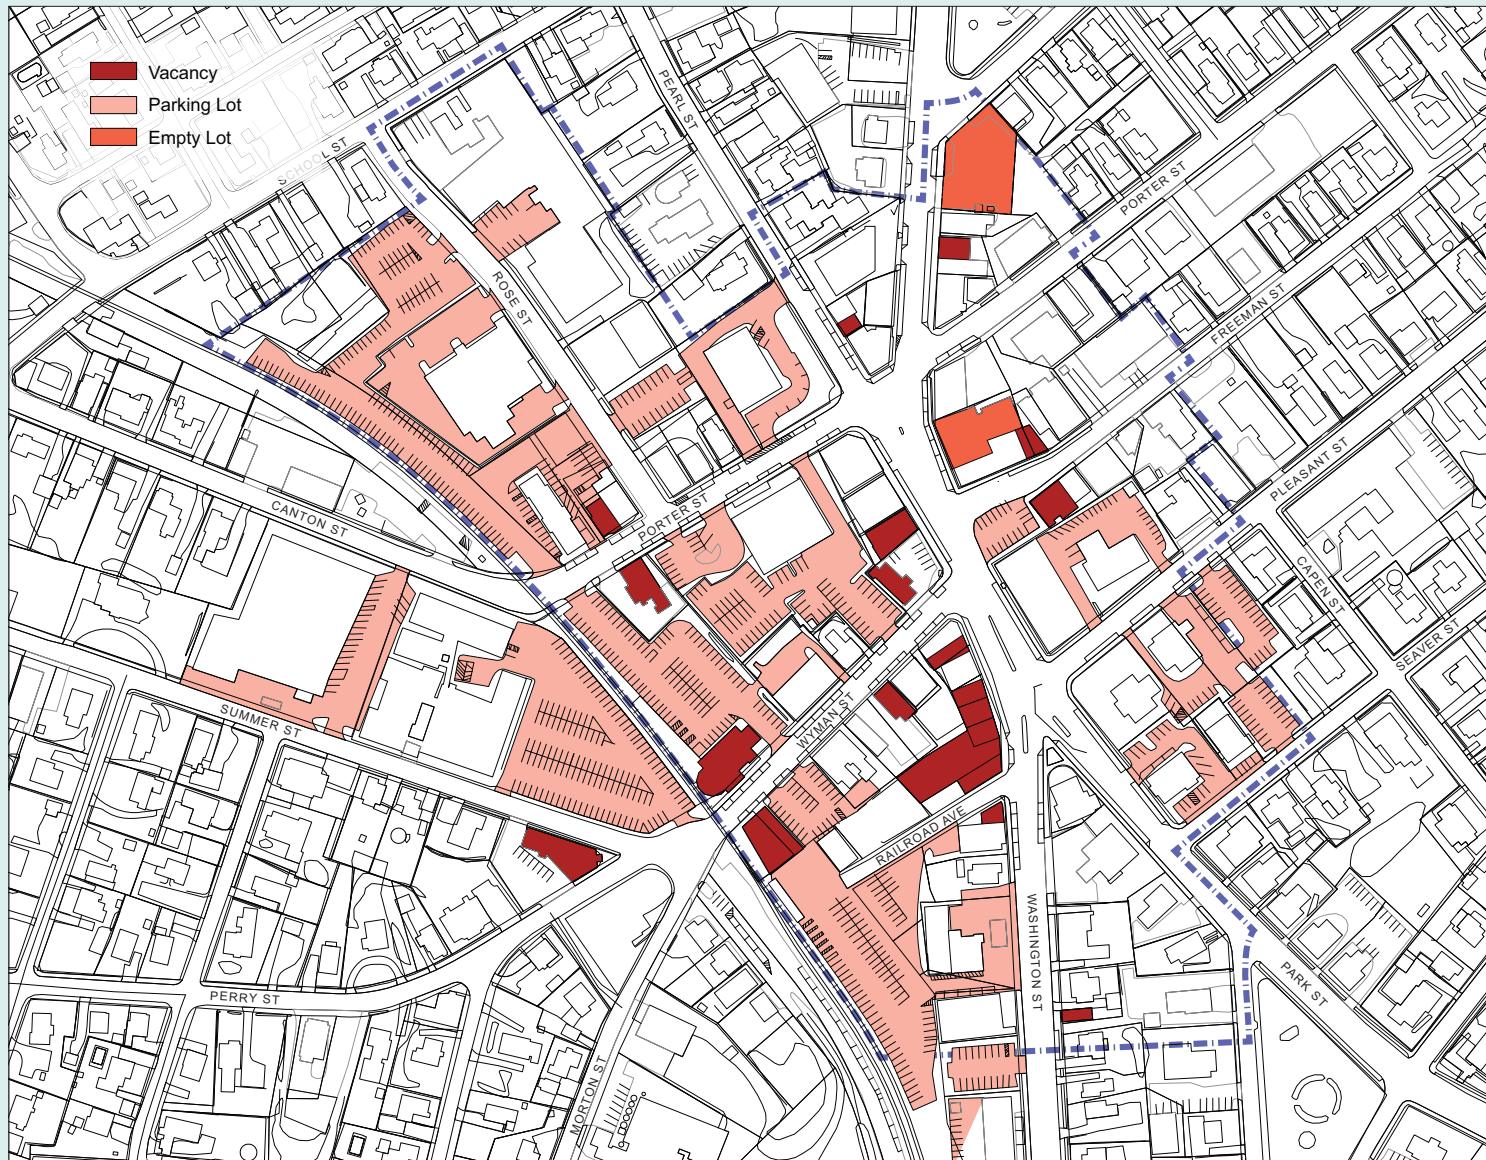 Vacancy
Parking Lot
Empty Lot
SCHOOL ST
PEARL ST
PORTER ST
ROSE ST
FREEMAN ST
PLEASANT ST
CANTON ST
PORTER ST
CAPEN ST
SEAVER ST
SUMMER ST
WYMAN ST
RAILROAD AVE
WASHINGTON ST
PARK ST
PERRY ST
MORTON ST